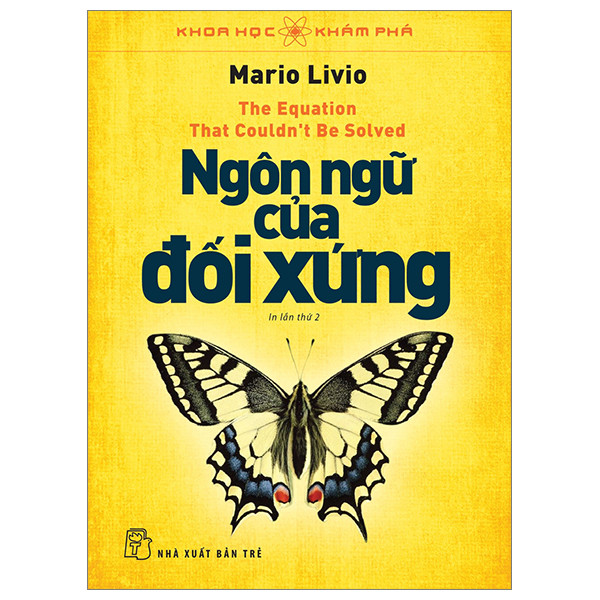 KHOA HỌC KHÁM PHÁ
Mario Livio
The Equation
That Couldn't Be Solved
Ngôn ngữ
của
đối xứng
In lần thứ 2
NHÀ XUẤT BẢN TRẺ